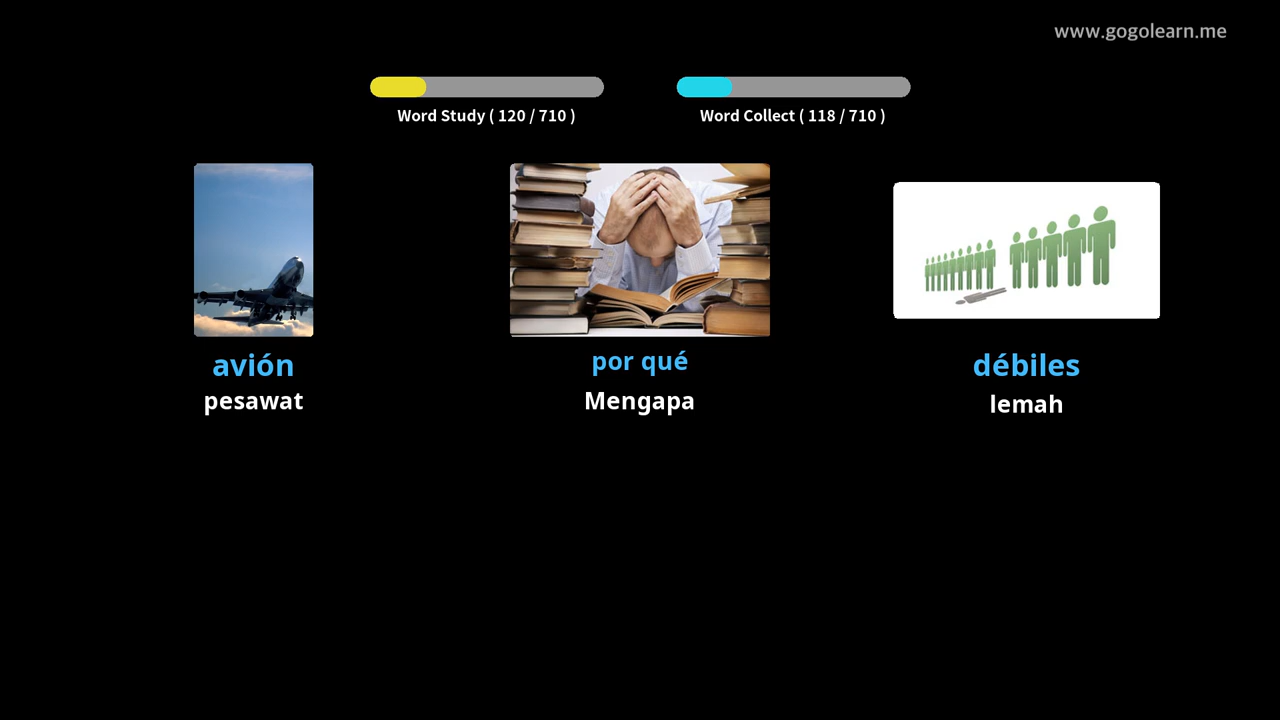 www.gogolearn.me
Word Study ( 120 / 710 )
Word Collect ( 118 / 710 )
avión
pesawat
por qué
Mengapa
débiles
lemah